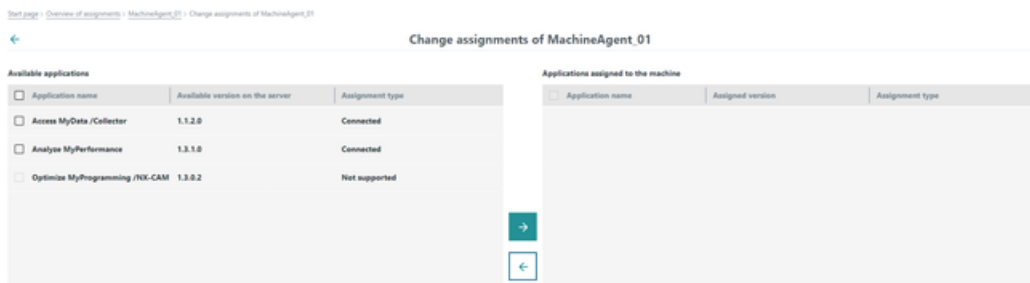 Start page > Overview of assignments > MachineAgent_01 > Change assignments of MachineAgent_01
Change assignments of MachineAgent_01
Available applications
Application name Available version on the server Assignment type
Access MyData /Collector 1.1.2.0 Connected
Analyze MyPerformance 1.3.1.0 Connected
Optimize MyProgramming /NX-CAM 1.3.0.2 Not supported
Applications assigned to the machine
Application name Assigned version Assignment type